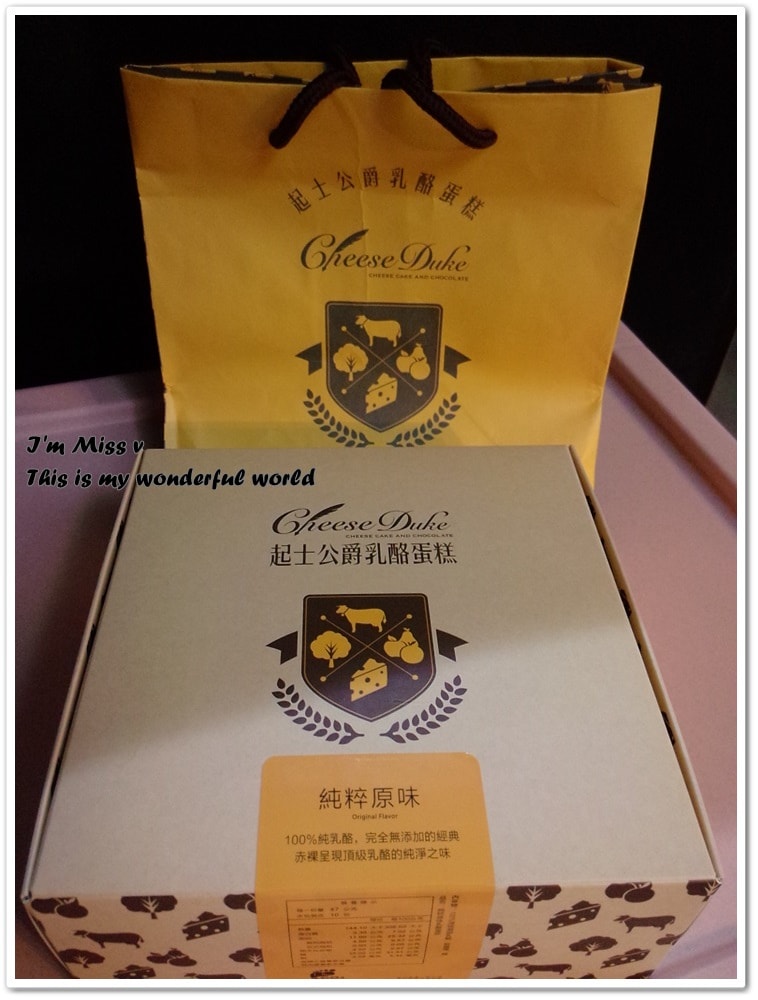 起士公爵乳酪蛋糕
Cheese Duke
CHEESE CAKE AND CHOCOLATE
I'm Miss v
This is my wonderful world
Cheese Duke
CHEESE CAKE AND CHOCOLATE
起士公爵乳酪蛋糕
純粹原味
Original Flavor
100%純乳酪，完全無添加的經典
赤裸呈現頂級乳酪的純淨之味